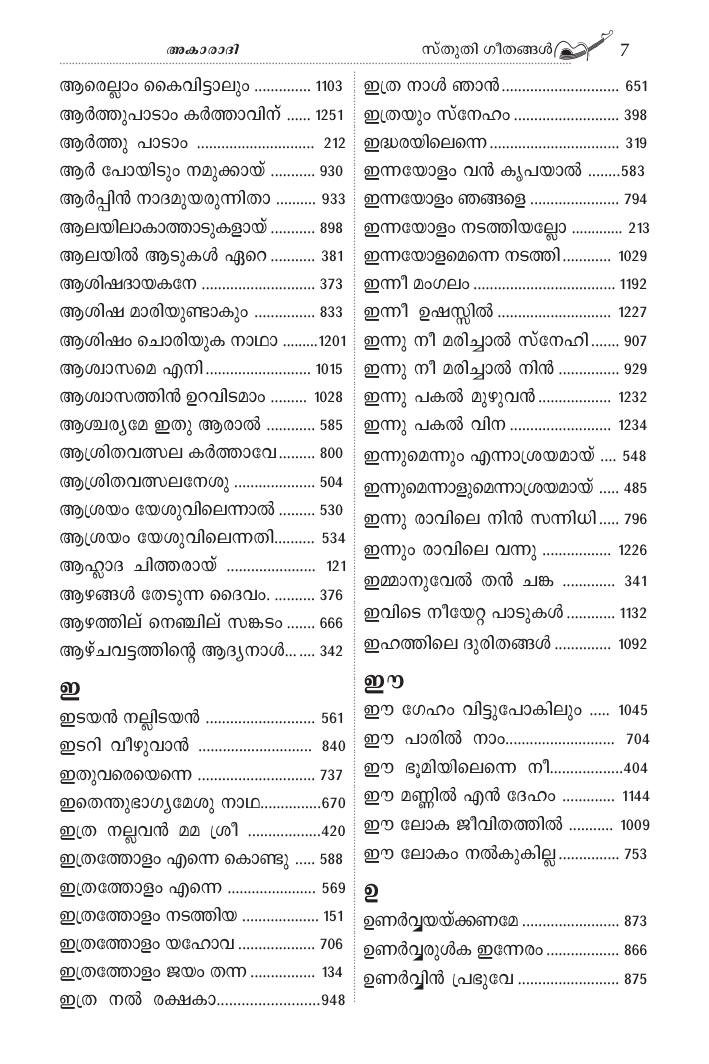 അകാരാദി
സ്തുതി ഗീതങ്ങൾ 7
ആരെല്ലാം കൈവിട്ടാലും .............. 1103
ആർത്തുപാടാം കർത്താവിന് ...... 1251
ആർത്തു പാടാം ............................. 212
ആർ പോയിടും നമുക്കായ് ........... 930
ആർപ്പിൻ നാദമുയരുന്നിതാ .......... 933
ആലയിലാകാത്താടുകളായ് ........... 898
ആലയിൽ ആടുകൾ ഏറെ ........... 381
ആശിഷദായകനേ ............................ 373
ആശിഷ മാരിയുണ്ടാകും ............... 833
ആശിഷം ചൊരിയുക നാഥാ .........1201
ആശ്വാസമെ എനി.......................... 1015
ആശ്വാസത്തിൻ ഉറവിടമാം ......... 1028
ആശ്ചര്യമേ ഇതു ആരാൽ ............ 585
ആശ്രിതവത്സല കർത്താവേ......... 800
ആശ്രിതവത്സലനേശു .................... 504
ആശ്രയം യേശുവിലെന്നാൽ ......... 530
ആശ്രയം യേശുവിലെന്നതി.......... 534
ആഹ്ലാദ ചിത്തരായ് ...................... 121
ആഴങ്ങൾ തേടുന്ന ദൈവം. .......... 376
ആഴത്തില് നെഞ്ചില് സങ്കടം ....... 666
ആഴ്ചവട്ടത്തിന്റെ ആദ്യനാൾ... .... 342
ഇ
ഇടയൻ നല്ലിടയൻ ........................... 561
ഇടറി വീഴുവാൻ ............................ 840
ഇതുവരെയെന്നെ ............................. 737
ഇതെന്തുഭാഗ്യമേശു നാഥ...............670
ഇത്ര നല്ലവൻ മമ ശ്രീ ..................420
ഇത്രത്തോളം എന്നെ കൊണ്ടു ..... 588
ഇത്രത്തോളം എന്നെ ...................... 569
ഇത്രത്തോളം നടത്തിയ ................... 151
ഇത്രത്തോളം യഹോവ ................... 706
ഇത്രത്തോളം ജയം തന്ന ................ 134
ഇത്ര നൽ രക്ഷകാ..........................948
ഇത്ര നാൾ ഞാൻ............................. 651
ഇത്രയും സ്നേഹം .......................... 398
ഇദ്ധരയിലെന്നെ................................ 319
ഇന്നയോളം വൻ കൃപയാൽ ........583
ഇന്നയോളം ഞങ്ങളെ ...................... 794
ഇന്നയോളം നടത്തിയല്ലോ ............. 213
ഇന്നയോളമെന്നെ നടത്തി............ 1029
ഇന്നീ മംഗലം ................................... 1192
ഇന്നീ ഉഷസ്സിൽ ............................ 1227
ഇന്നു നീ മരിച്ചാൽ സ്നേഹി....... 907
ഇന്നു നീ മരിച്ചാൽ നിൻ ............... 929
ഇന്നു പകൽ മുഴുവൻ.................. 1232
ഇന്നു പകൽ വിന ......................... 1234
ഇന്നുമെന്നും എന്നാശ്രയമായ് .... 548
ഇന്നുമെന്നാളുമെന്നാശ്രയമായ് ..... 485
ഇന്നു രാവിലെ നിൻ സന്നിധി..... 796
ഇന്നും രാവിലെ വന്നു ................. 1226
ഇമ്മാനുവേൽ തൻ ചങ്ക ............. 341
ഇവിടെ നീയേറ്റ പാടുകൾ ............ 1132
ഇഹത്തിലെ ദുരിതങ്ങൾ .............. 1092
ഈ
ഈ ഗേഹം വിട്ടുപോകിലും ..... 1045
ഈ പാരിൽ നാം........................... 704
ഈ ഭൂമിയിലെന്നെ നീ..................404
ഈ മണ്ണിൽ എൻ ദേഹം ............. 1144
ഈ ലോക ജീവിതത്തിൽ ........... 1009
ഈ ലോകം നൽകുകില്ല............... 753
ഉ
ഉണർവ്വയയ്ക്കണമേ ........................ 873
ഉണർവ്വരുൾക ഇന്നേരം.................. 866
ഉണർവ്വിൻ പ്രഭുവേ ......................... 875